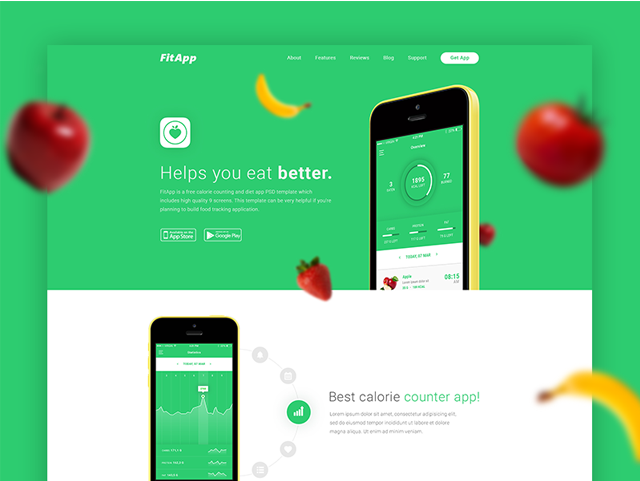 FitApp
About Features Reviews Blog Support Get App
Helps you eat better.
FitApp is a free calorie counting and diet app PSD template which
includes high quality 9 screens. This template can be very helpful if you're
planning to build food tracking application.
Available on the
App Store
Google Play
Overview
1895
77
TODAY, 07 MAR
Apple
08:15
Statistics
TODAY, 07 MAR
Best calorie counter app!
Lorem ipsum dolor sit amet, consectetur adipiscing elit, sed do
eiusmod tempor incididunt ut labore et dolore
magna aliqua. Ut enim ad minim veniam.